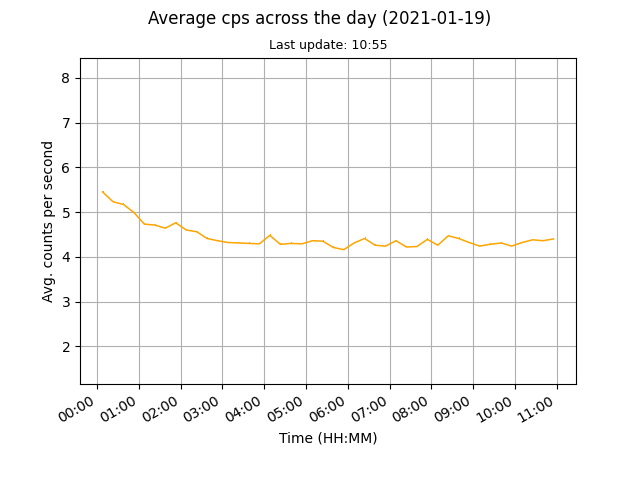 Average cps across the day (2021-01-19)
Last update: 10:55
Avg. counts per second
8
7
6
5
4
3
2
00:00 01:00 02:00 03:00 04:00 05:00 06:00 07:00 08:00 09:00 10:00 11:00
Time (HH:MM)